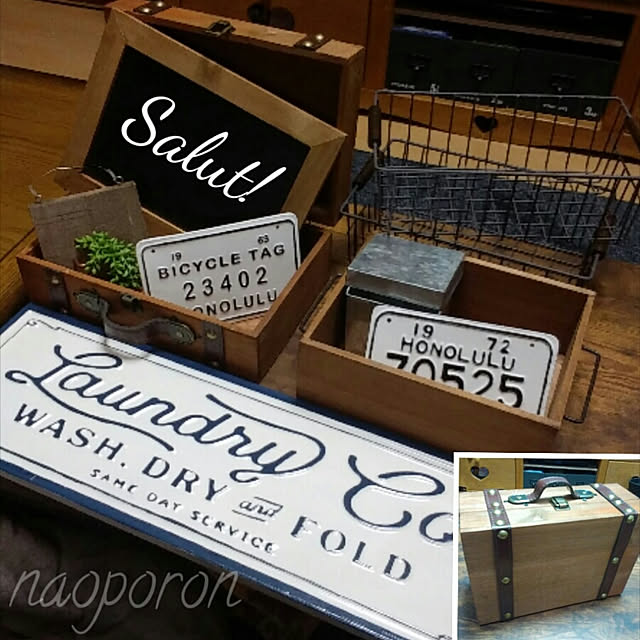 Salut!
19 63
BICYCLE TAG
23402
HONOLULU
19 72
HONOLULU
70525
Laundry Co
WASH, DRY and FOLD
SAME DAY SERVICE
naoporon